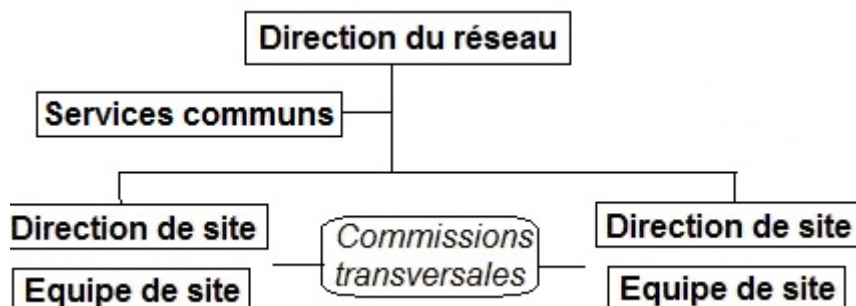 Direction du réseau
Services communs
Direction de site
Commissions
transversales
Direction de site
Equipe de site
Equipe de site